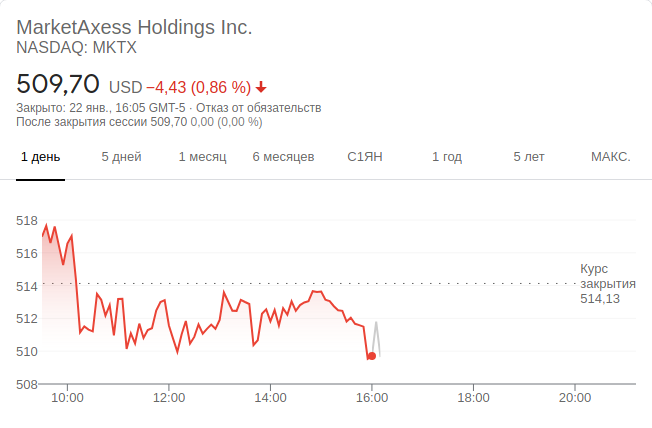 MarketAxess Holdings Inc.
NASDAQ: MKTX
509,70 USD −4,43 (0,86 %)
Закрыто: 22 янв., 16:05 GMT-5 · Отказ от обязательств
После закрытия сессии 509,70 0,00 (0,00 %)
1 день 5 дней 1 месяц 6 месяцев С1ЯН 1 год 5 лет МАКС.
518
516
514
512
510
508
Курс
закрытия
514,13
10:00 12:00 14:00 16:00 18:00 20:00